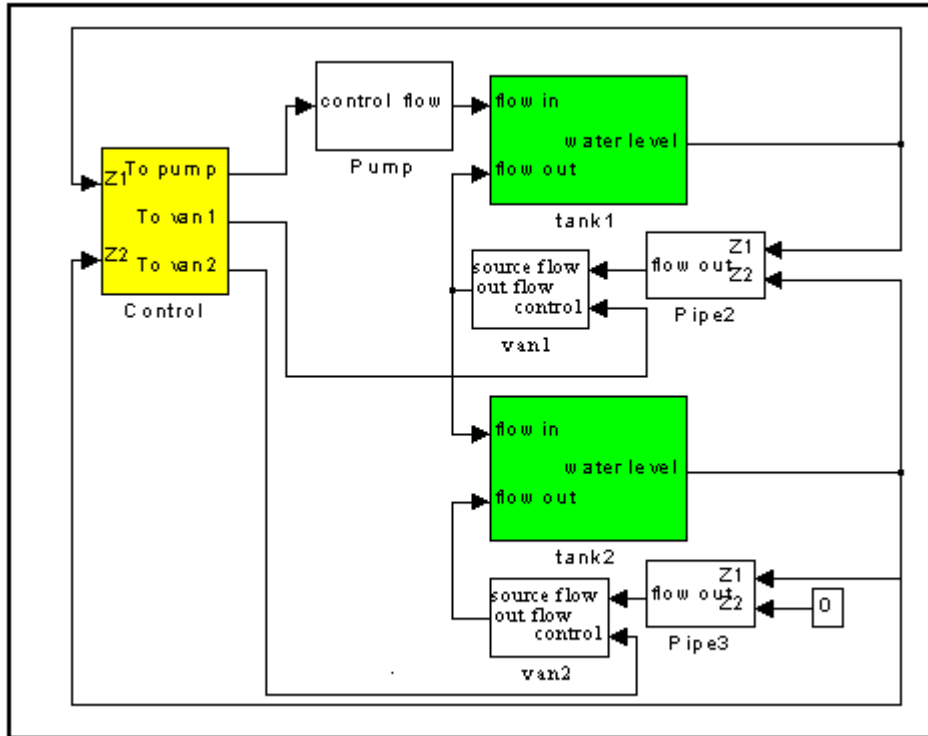 control flow
Pump
flow in
water level
flow out
tank1
To pump
Z1
To van1
Z2
To van2
Control
source flow
out flow
control
van1
Z1
flow out
Z2
Pipe2
flow in
water level
flow out
tank2
source flow
out flow
control
van2
Z1
flow out
Z2
Pipe3
0